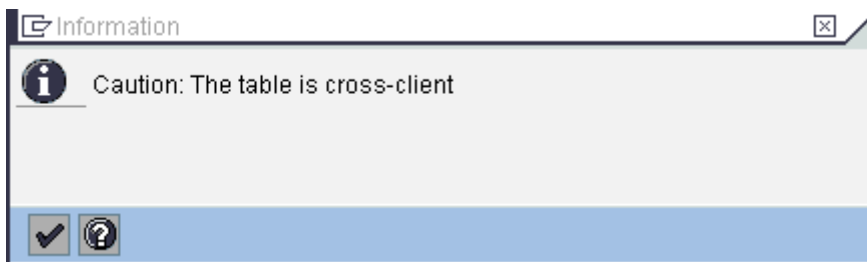 Information
Caution: The table is cross-client